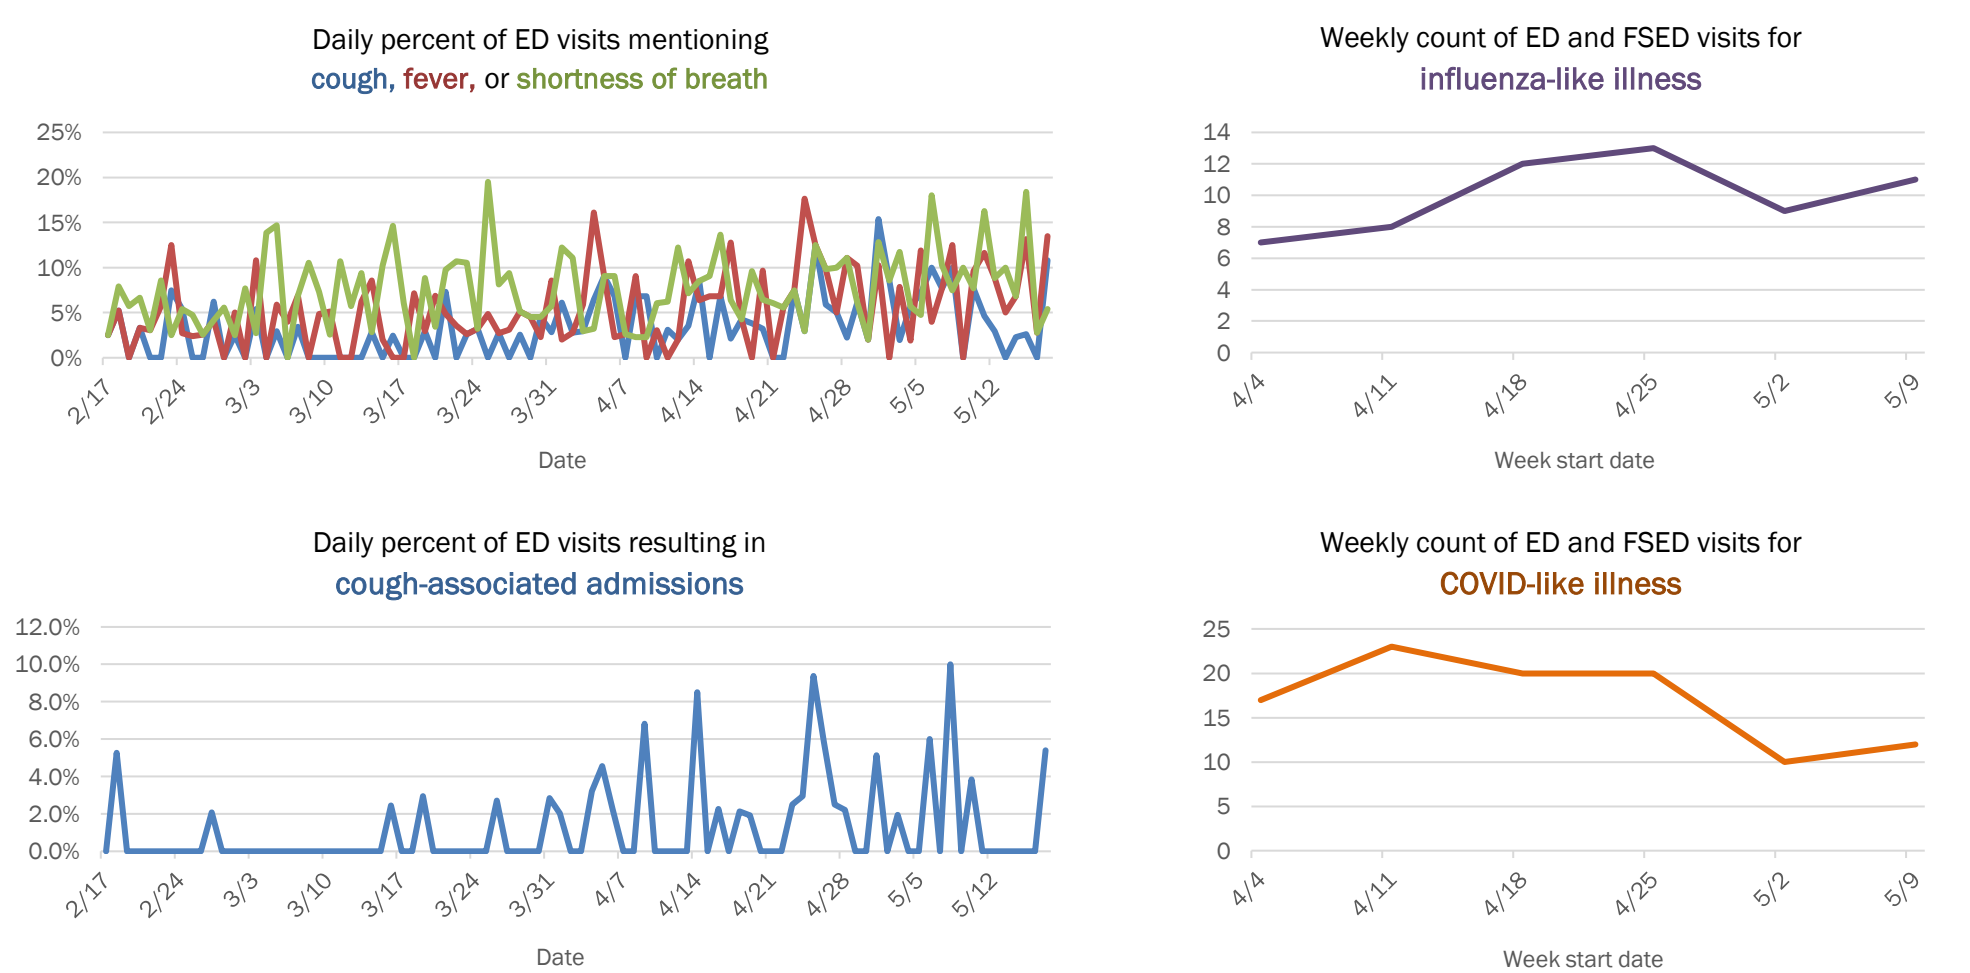 Daily percent of ED visits mentioning
cough, fever, or shortness of breath
25%
20%
15%
10%
5%
0%
2/17 2/24 3/3 3/10 3/17 3/24 3/31 4/7 4/14 4/21 4/28 5/5 5/12
Date
Weekly count of ED and FSED visits for
influenza-like illness
14
12
10
8
6
4
2
0
4/4 4/11 4/18 4/25 5/2 5/9
Week start date
Daily percent of ED visits resulting in
cough-associated admissions
12.0%
10.0%
8.0%
6.0%
4.0%
2.0%
0.0%
2/17 2/24 3/3 3/10 3/17 3/24 3/31 4/7 4/14 4/21 4/28 5/5 5/12
Date
Weekly count of ED and FSED visits for
COVID-like illness
25
20
15
10
5
0
4/4 4/11 4/18 4/25 5/2 5/9
Week start date